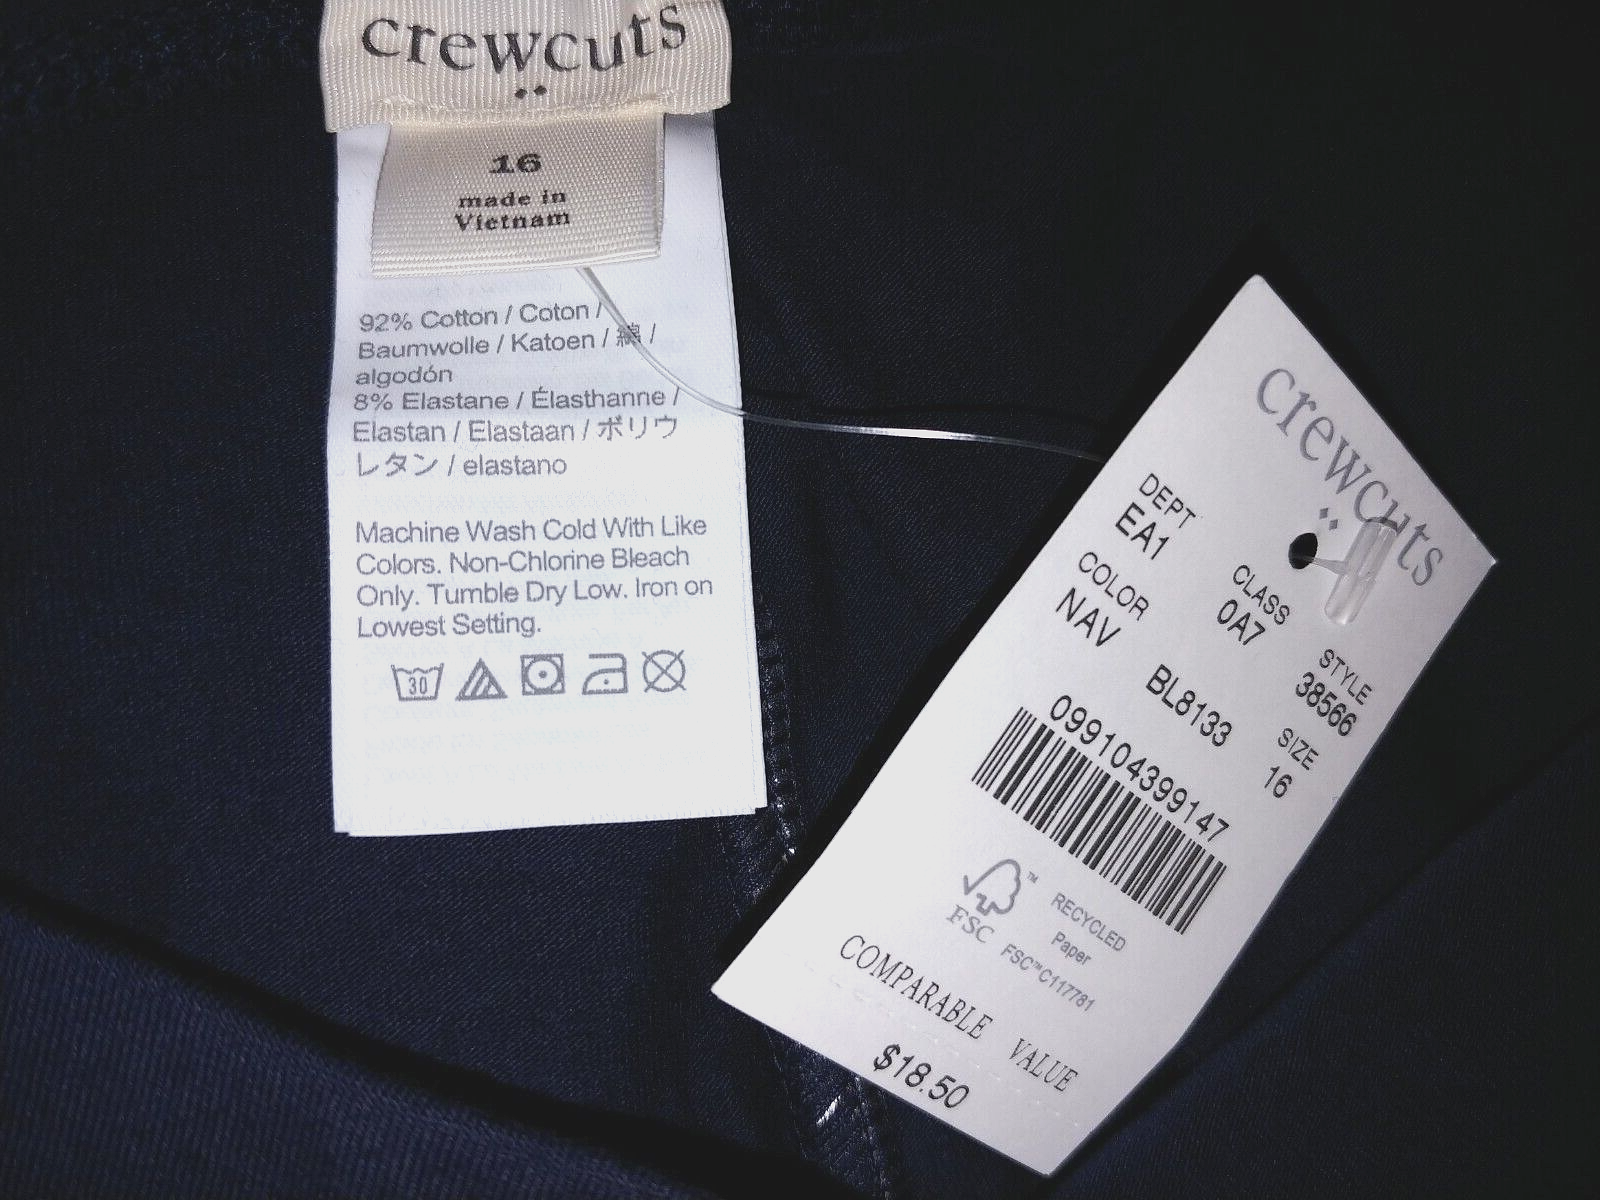 crewcuts
16
made in
Vietnam
92% Cotton / Coton /
Baumwolle / Katoen / 綿 /
algodón
8% Elastane / Élasthanne /
Elastan / Elastaan / ポリウ
レタン / elastano
Machine Wash Cold With Like
Colors. Non-Chlorine Bleach
Only. Tumble Dry Low. Iron on
Lowest Setting.
30
crewcuts
DEPT CLASS STYLE
EA1 0A7 38566
COLOR SIZE
NAV BL8133 16
099104399147
FSC™ RECYCLED
Paper
FSC™C117781
COMPARABLE VALUE
$18.50